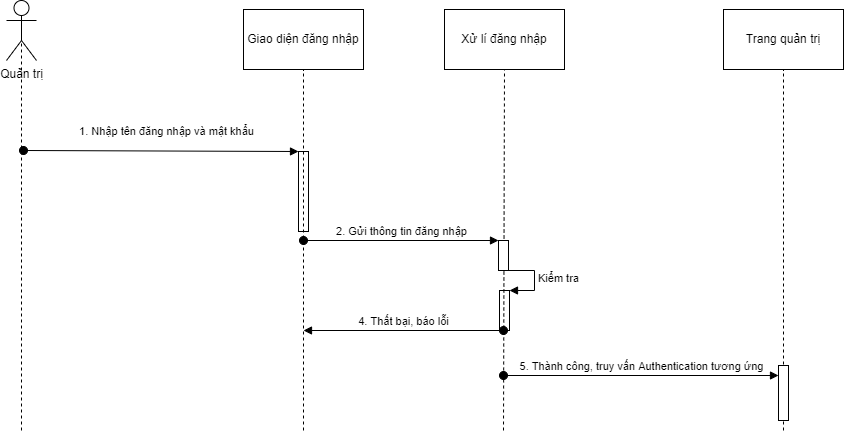 Quản trị
Giao diện đăng nhập
Xử lí đăng nhập
Trang quản trị
1. Nhập tên đăng nhập và mật khẩu
2. Gửi thông tin đăng nhập
Kiểm tra
4. Thất bại, báo lỗi
5. Thành công, truy vấn Authentication tương ứng